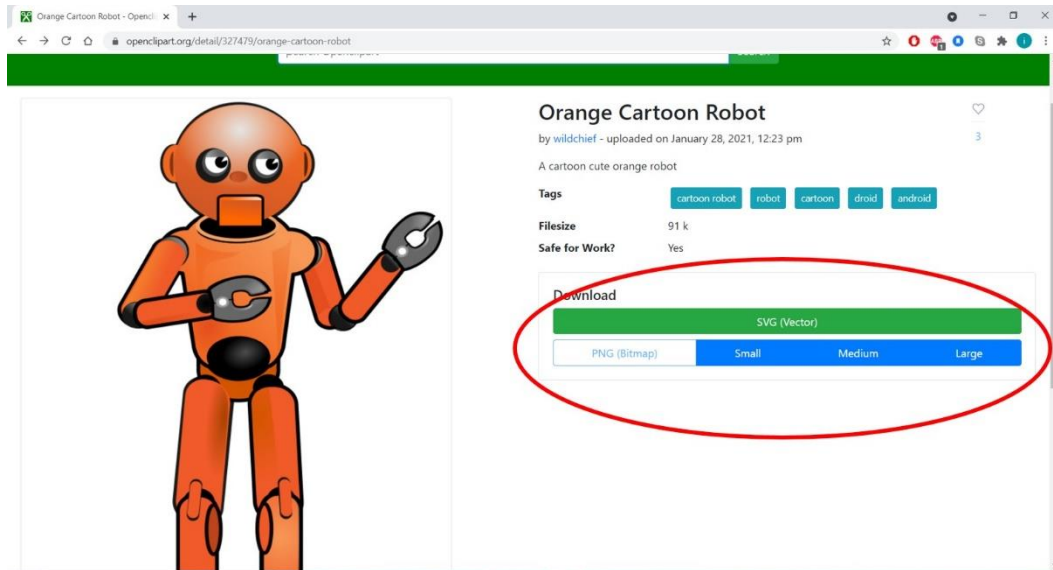 Orange Cartoon Robot - Opencli
openclipart.org/detail/327479/orange-cartoon-robot
Orange Cartoon Robot
by wildchief - uploaded on January 28, 2021, 12:23 pm
3
A cartoon cute orange robot
Tags cartoon robot robot cartoon droid android
Filesize 91 k
Safe for Work? Yes
Download
SVG (Vector)
PNG (Bitmap) Small Medium Large